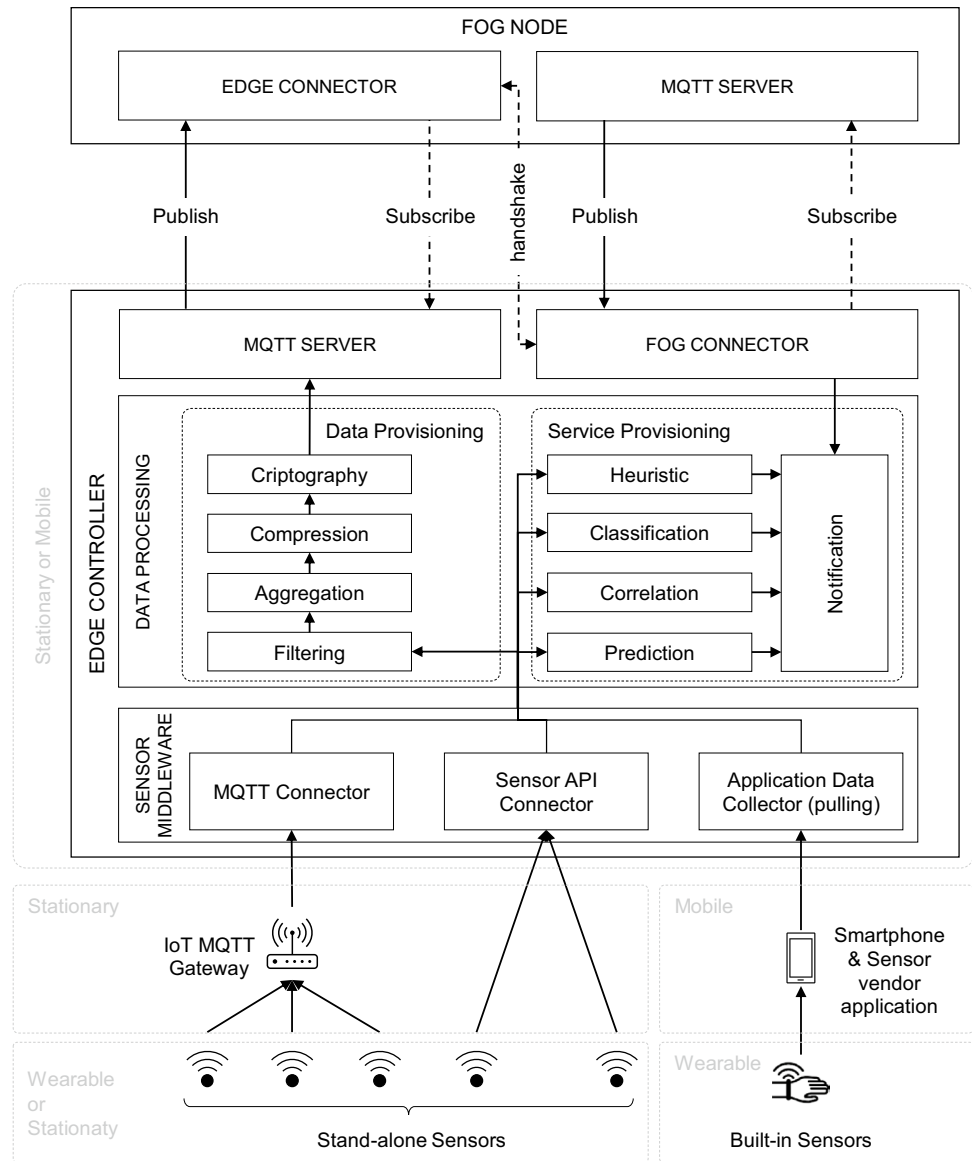 FOG NODE
EDGE CONNECTOR
MQTT SERVER
Publish
Subscribe
handshake
Publish
Subscribe
MQTT SERVER
FOG CONNECTOR
Stationary or Mobile
EDGE CONTROLLER
DATA PROCESSING
Data Provisioning
Service Provisioning
Criptography
Heuristic
Compression
Classification
Aggregation
Correlation
Filtering
Prediction
Notification
SENSOR
MIDDLEWARE
MQTT Connector
Sensor API
Connector
Application Data
Collector (pulling)
Stationary
Mobile
IoT MQTT
Gateway
Smartphone
& Sensor
vendor
application
Wearable
or
Stationaty
Wearable
Stand-alone Sensors
Built-in Sensors